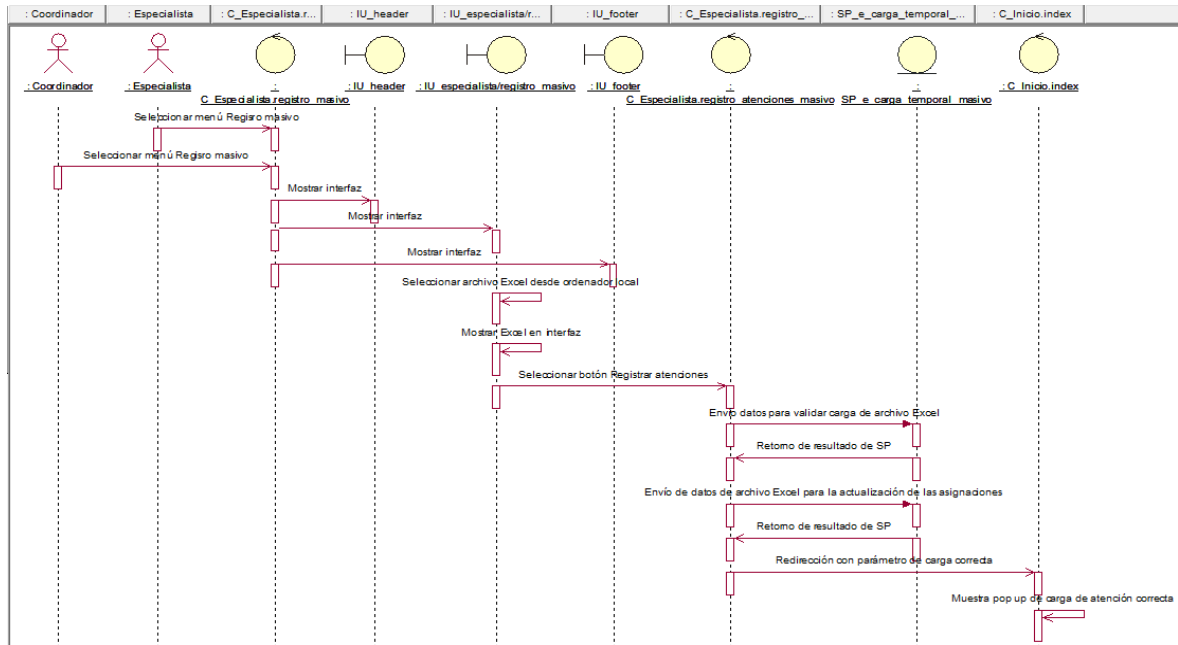 : Coordinador
: Especialista
: C_Especialista.r...
: IU_header
: IU_especialista/r...
: IU_footer
: C_Especialista.registro_...
: SP_e_carga_temporal_...
: C_Inicio.index
: Coordinador
: Especialista
: C_Especialista.registro_masivo
: IU_header
: IU_especialista/registro_masivo
: IU_footer
: C_Especialista.registro_atenciones_masivo
: SP_e_carga_temporal_masivo
: C_Inicio.index
Seleccionar menú Regisro masivo
Seleccionar menú Regisro masivo
Mostrar interfaz
Mostrar interfaz
Mostrar interfaz
Seleccionar archivo Excel desde ordenador local
Mostrar Excel en interfaz
Seleccionar botón Registrar atenciones
Envío datos para validar carga de archivo Excel
Retorno de resultado de SP
Envío de datos de archivo Excel para la actualización de las asignaciones
Retorno de resultado de SP
Redirección con parámetro de carga correcta
Muestra pop up de carga de atención correcta